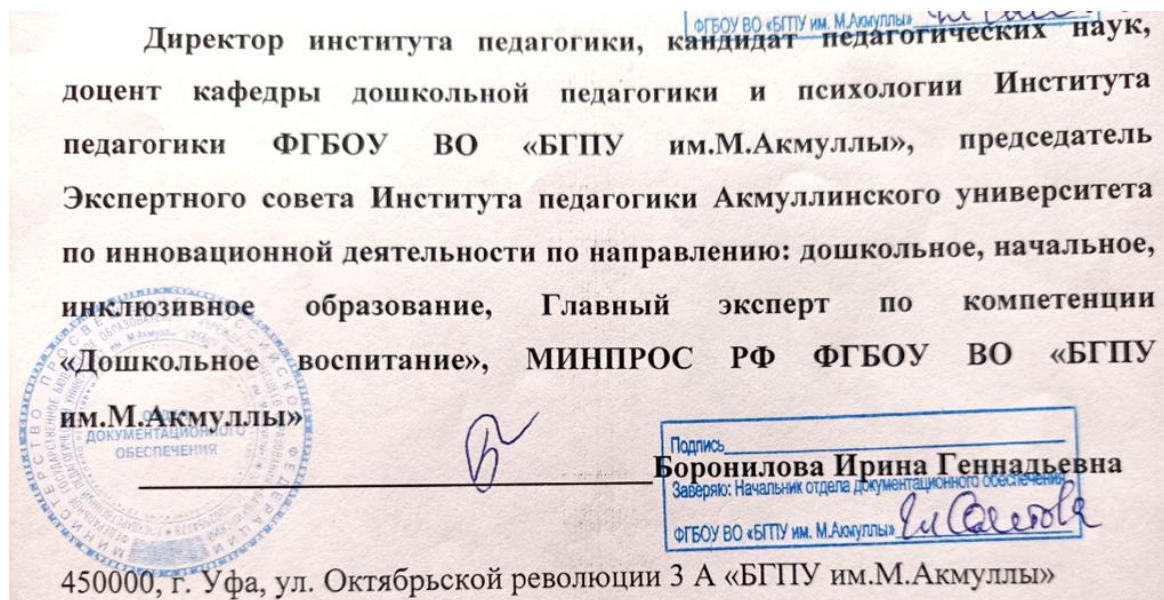 ФГБОУ ВО «БГПУ им. М.Акмуллы»
Директор института педагогики, кандидат педагогических наук,
доцент кафедры дошкольной педагогики и психологии Института
педагогики ФГБОУ ВО «БГПУ им.М.Акмуллы», председатель
Экспертного совета Института педагогики Акмуллинского университета
по инновационной деятельности по направлению: дошкольное, начальное,
инклюзивное образование, Главный эксперт по компетенции
«Дошкольное воспитание», МИНПРОС РФ ФГБОУ ВО «БГПУ
им.М.Акмуллы»
ОТДЕЛ
ДОКУМЕНТАЦИОННОГО
ОБЕСПЕЧЕНИЯ
Подпись
Боронилова Ирина Геннадьевна
Заверяю: Начальник отдела документационного обеспечения
ФГБОУ ВО «БГПУ им. М.Акмуллы»
450000, г. Уфа, ул. Октябрьской революции 3 А «БГПУ им.М.Акмуллы»